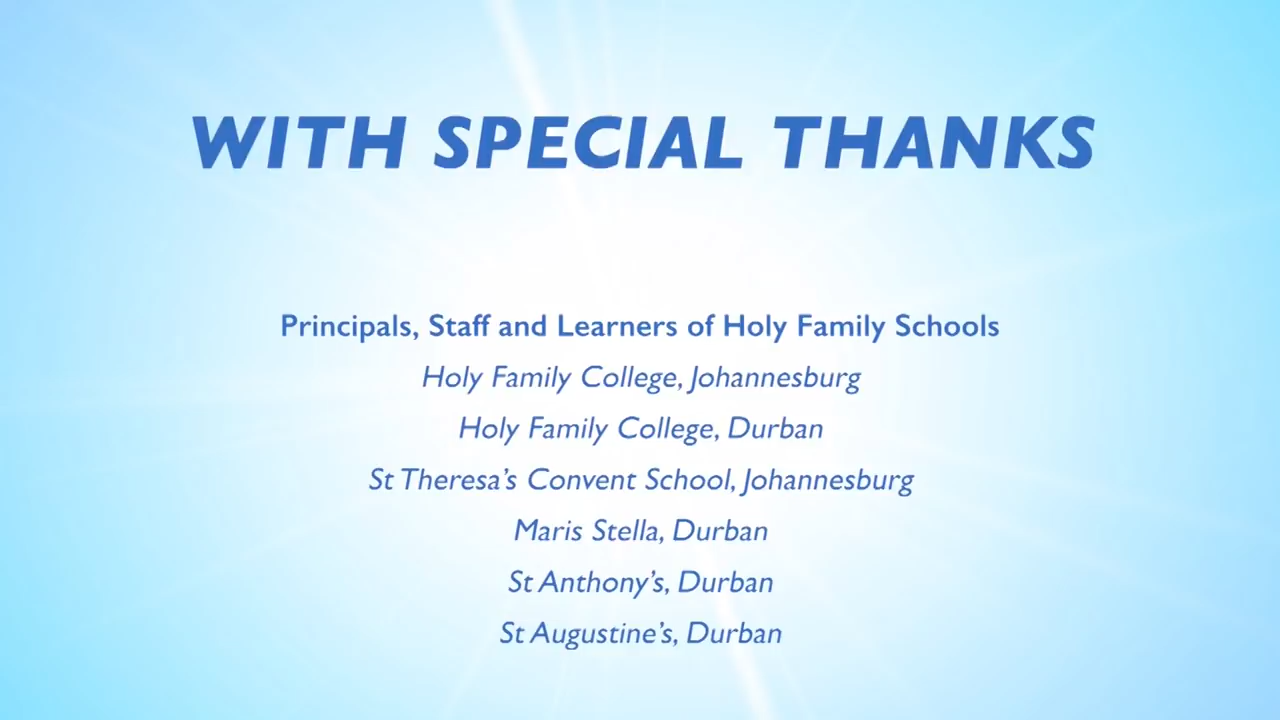 WITH SPECIAL THANKS
Principals, Staff and Learners of Holy Family Schools
Holy Family College, Johannesburg
Holy Family College, Durban
St Theresa’s Convent School, Johannesburg
Maris Stella, Durban
St Anthony’s, Durban
St Augustine’s, Durban